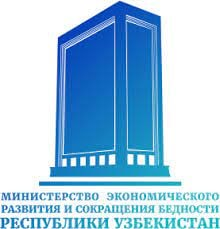 МИНИСТЕРСТВО ЭКОНОМИЧЕСКОГО
РАЗВИТИЯ И СОКРАЩЕНИЯ БЕДНОСТИ
РЕСПУБЛИКИ УЗБЕКИСТАН